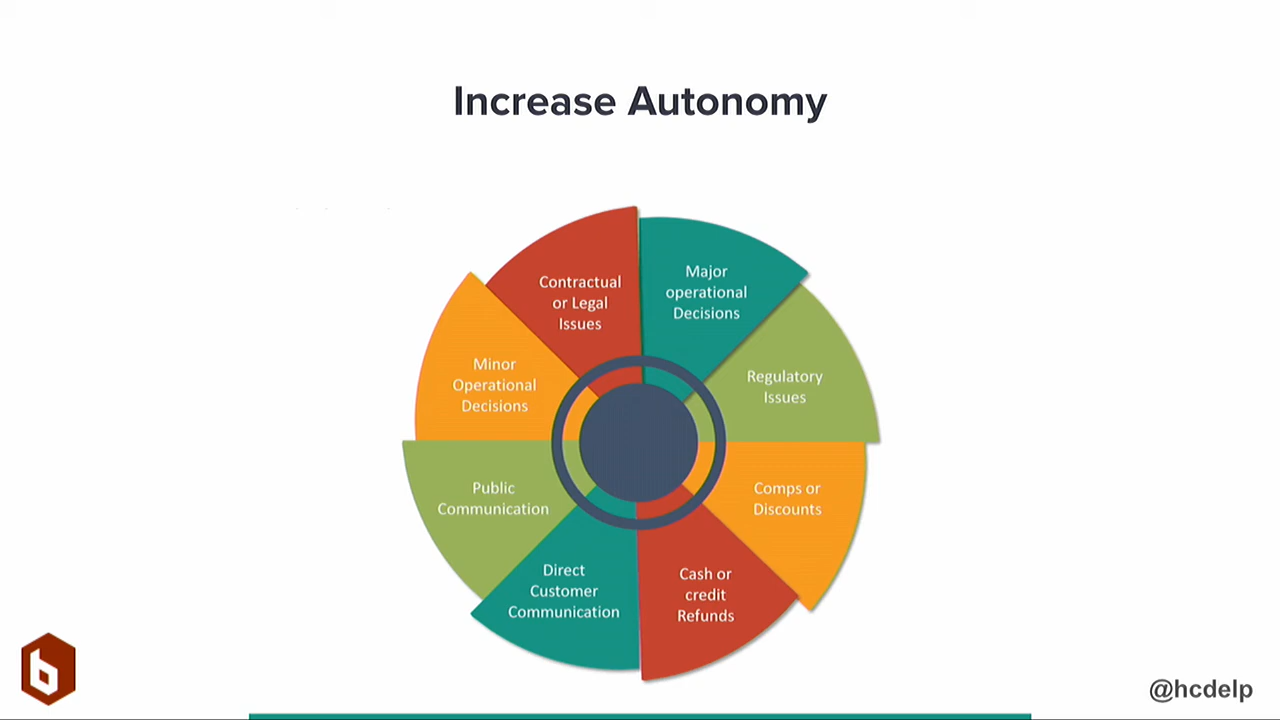 Increase Autonomy
Contractual
or Legal
Issues
Major
operational
Decisions
Regulatory
Issues
Comps or
Discounts
Cash or
credit
Refunds
Direct
Customer
Communication
Public
Communication
Minor
Operational
Decisions
b
@hcdelp